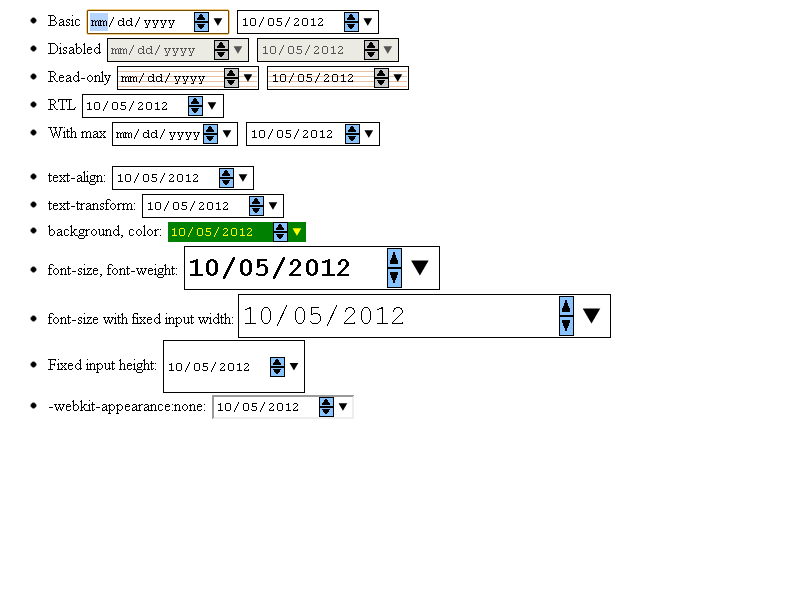 Basic mm/dd/yyyy 10/05/2012
Disabled mm/dd/yyyy 10/05/2012
Read-only mm/dd/yyyy 10/05/2012
RTL 10/05/2012
With max mm/dd/yyyy 10/05/2012
text-align: 10/05/2012
text-transform: 10/05/2012
background, color: 10/05/2012
font-size, font-weight: 10/05/2012
font-size with fixed input width: 10/05/2012
Fixed input height: 10/05/2012
-webkit-appearance:none: 10/05/2012